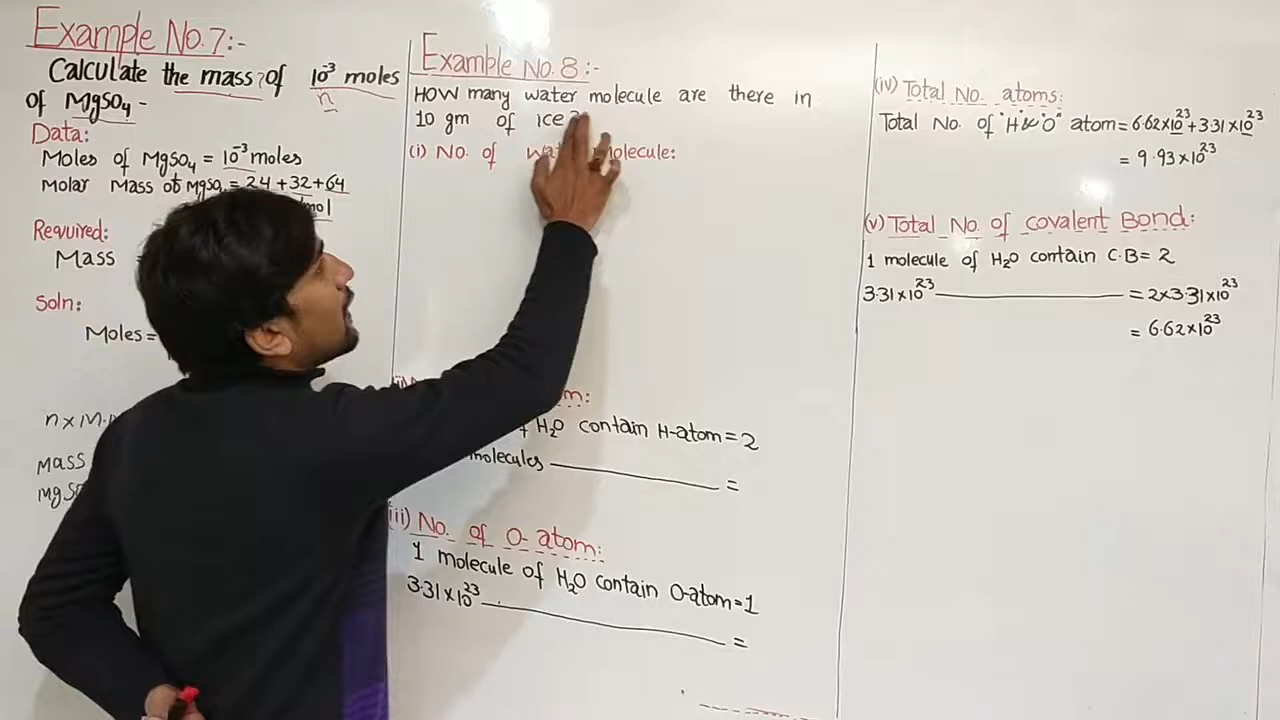 Example No.7:-
Calculate the mass? of 10⁻³ moles
n
of MgSO₄-
Data:
Moles of MgSO₄ = 10⁻³ moles
Molar Mass of MgSO₄ = 24 + 32 + 64
Required:
Mass
Soln:
Moles=
n×M.
Mass
Examble No. 8:-
HOW many water molecule are there in
10 gm of ice?
(i) No. of molecule:
H₂O contain H-atom = 2
molecules ———— =
(iii) No. of O-atom:
1 molecule of H₂O contain O-atom=1
3.31×10²³ ———— =
(iv) Total No. atoms:
Total No. of "H & O" atom = 6.62×10²³+3.31×10²³
= 9.93×10²³
(v) Total No. of covalent Bond:
1 molecule of H₂O contain C.B= 2
3.31×10²³ ———— = 2×3.31×10²³
= 6.62×10²³